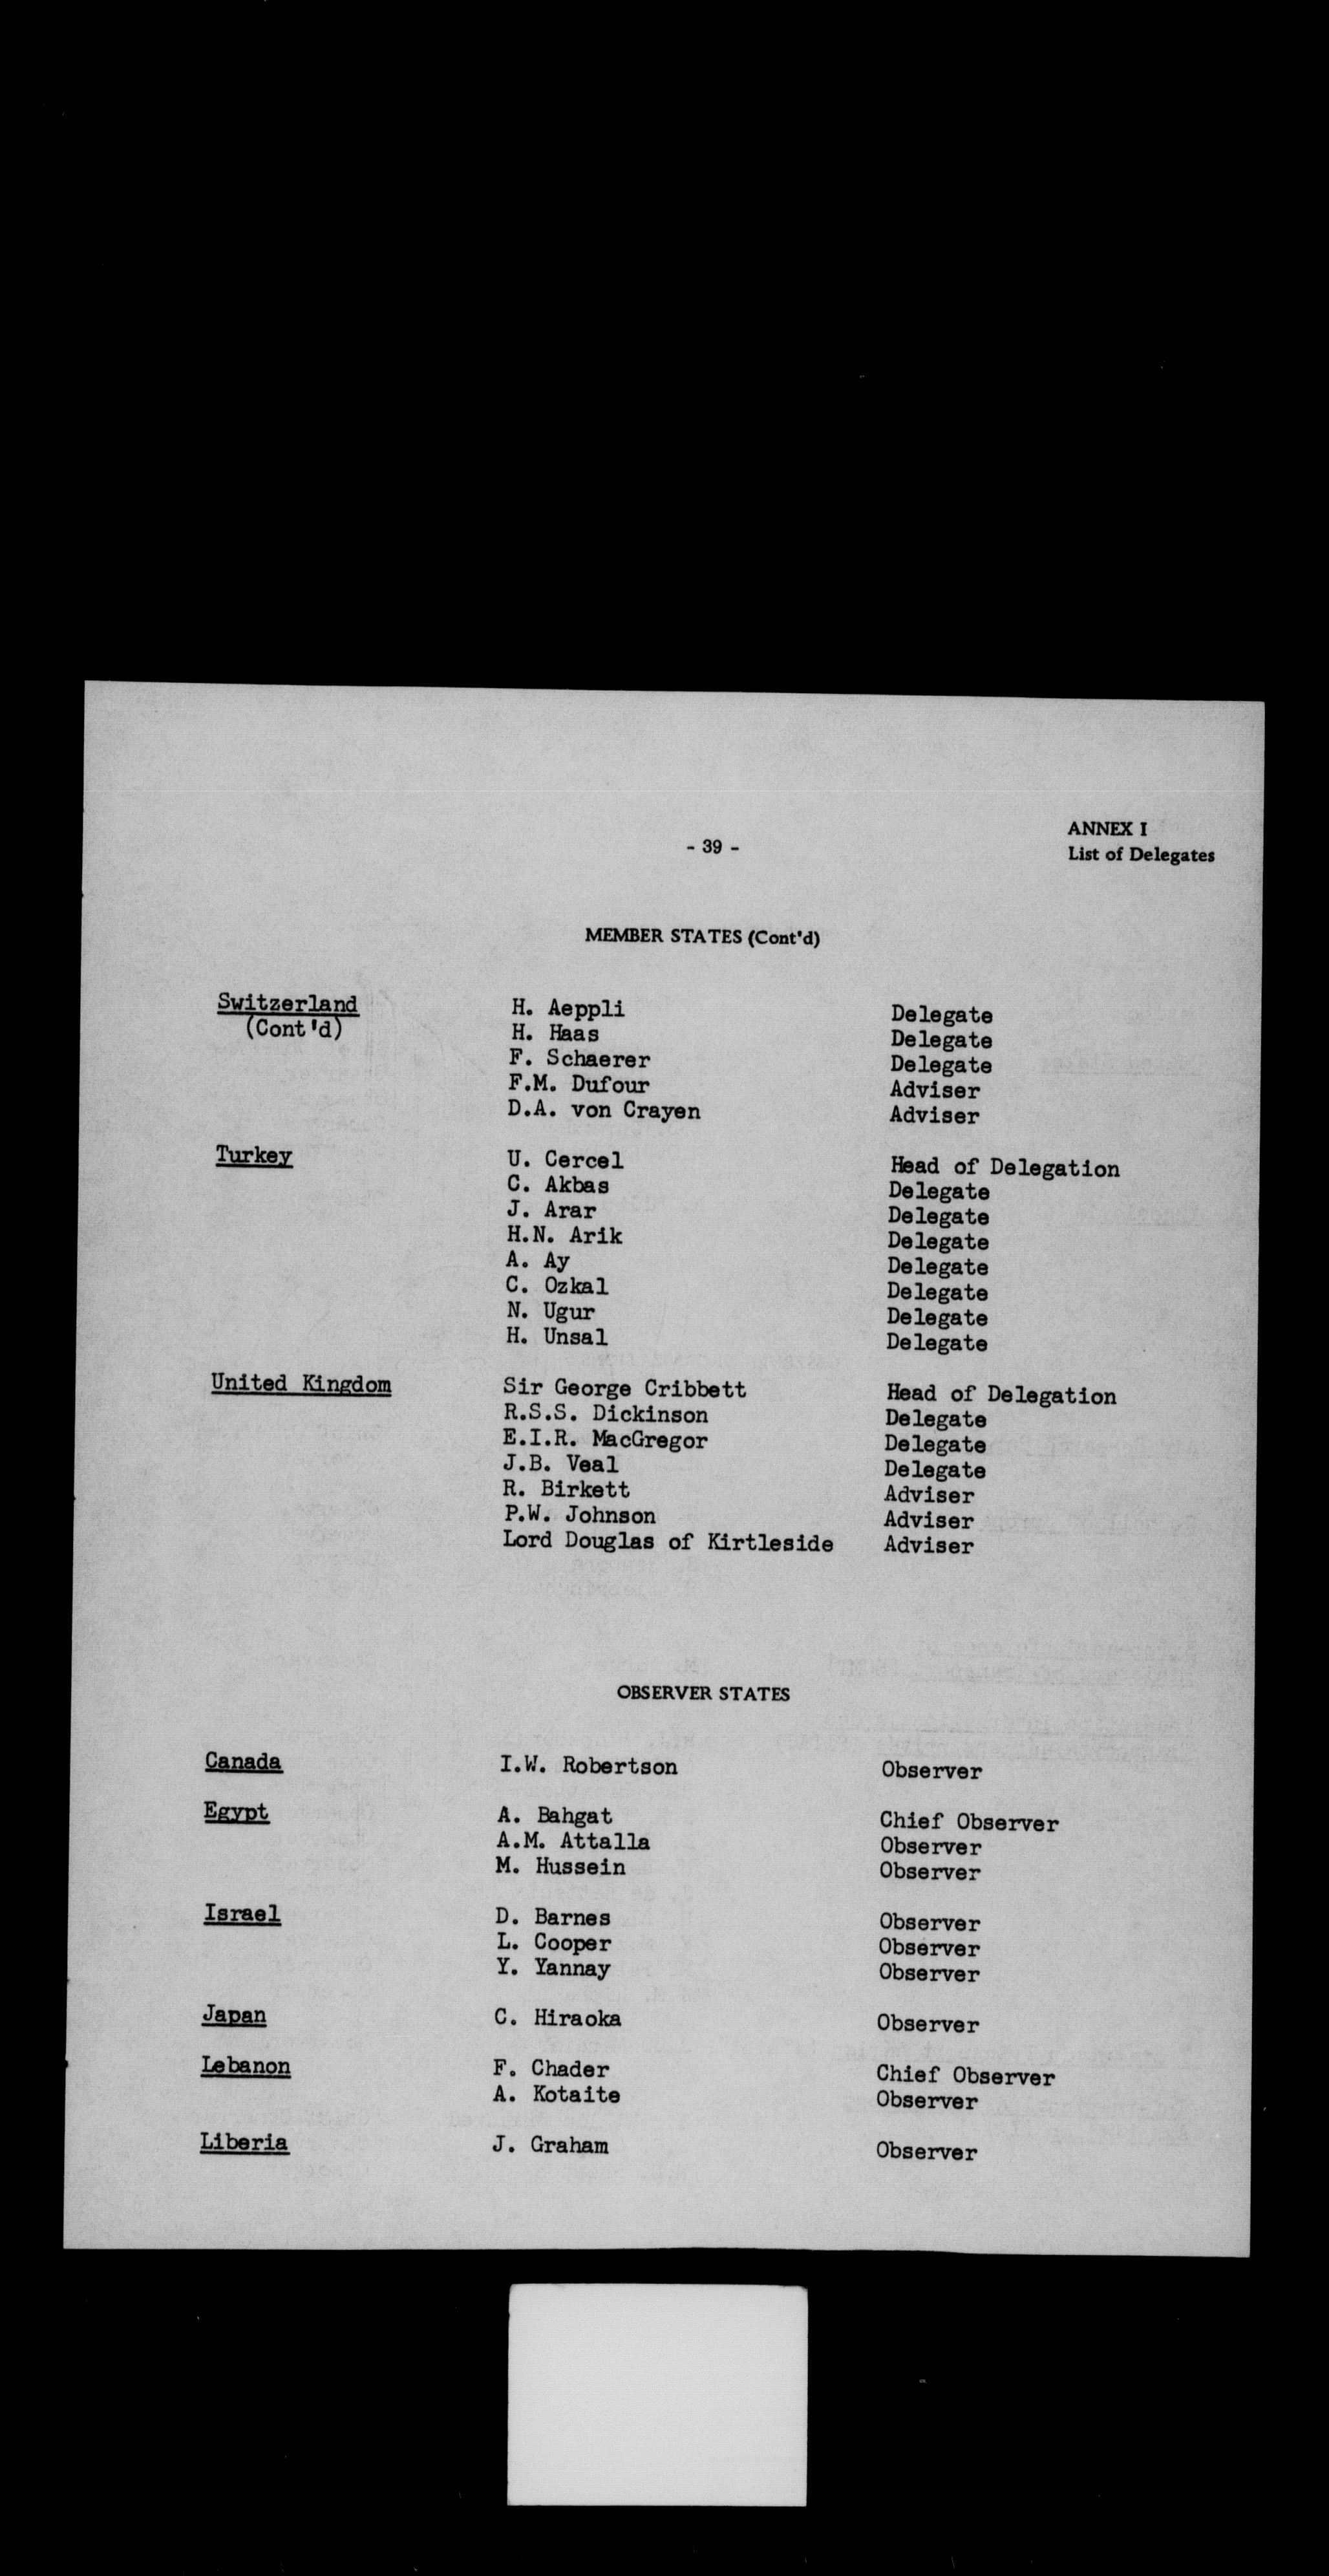 - 39 -
ANNEX I
List of Delegates
MEMBER STATES (Cont'd)
Switzerland H. Aeppli Delegate
(Cont'd) H. Haas Delegate
F. Schaerer Delegate
F.M. Dufour Adviser
D.A. von Crayen Adviser
Turkey U. Cercel Head of Delegation
C. Akbas Delegate
J. Arar Delegate
H.N. Arik Delegate
A. Ay Delegate
C. Ozkal Delegate
N. Ugur Delegate
H. Unsal Delegate
United Kingdom Sir George Cribbett Head of Delegation
R.S.S. Dickinson Delegate
E.I.R. MacGregor Delegate
J.B. Veal Delegate
R. Birkett Adviser
P.W. Johnson Adviser
Lord Douglas of Kirtleside Adviser
OBSERVER STATES
Canada I.W. Robertson Observer
Egypt A. Bahgat Chief Observer
A.M. Attalla Observer
M. Hussein Observer
Israel D. Barnes Observer
L. Cooper Observer
Y. Yannay Observer
Japan C. Hiraoka Observer
Lebanon F. Chader Chief Observer
A. Kotaite Observer
Liberia J. Graham Observer